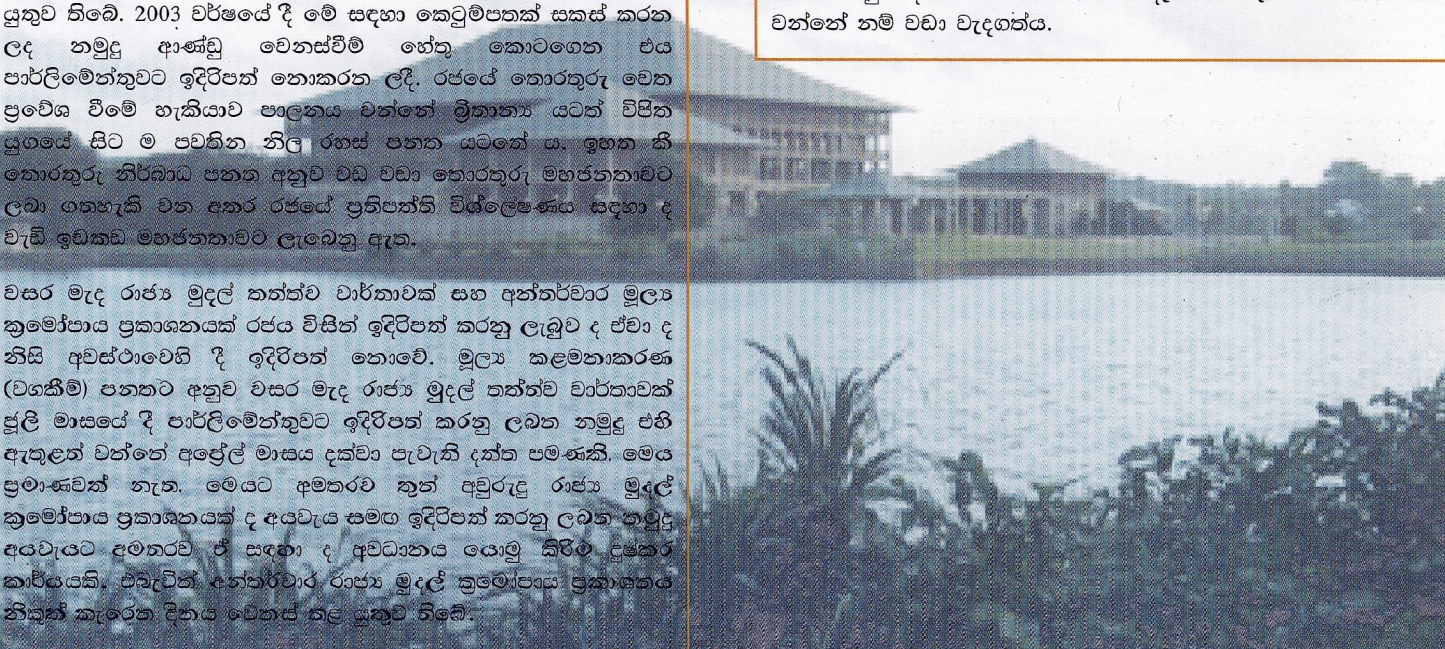 යුතුව තිබේ. 2003 වර්ෂයේ දී මේ සඳහා කෙටුම්පතක් සකස් කරන
ලද නමුදු ආණ්ඩු වෙනස්වීම් හේතු කොටගෙන එය
පාර්ලිමේන්තුවට ඉදිරිපත් නොකරන ලදී. රජයේ තොරතුරු වෙත
ප්‍රවේශ වීමේ හැකියාව පාලනය වන්නේ බ්‍රිතාන්‍ය යටත් විජිත
යුගයේ සිට ම පවතින නිල රහස් පනත යටතේ ය. ඉහත කී
තොරතුරු නිර්බාධ පනත අනුව වඩ වඩා තොරතුරු මහජනතාවට
ලබා ගතහැකි වන අතර රජයේ ප්‍රතිපත්ති විශ්ලේෂණය සඳහා ද
වැඩි ඉඩකඩ මහජනතාවට ලැබෙනු ඇත.
වසර මැද රාජ්‍ය මුදල් තත්ත්ව වාර්තාවක් සහ අන්තර්වාර මූල්‍ය
ක්‍රමෝපාය ප්‍රකාශනයක් රජය විසින් ඉදිරිපත් කරනු ලැබුව ද ඒවා ද
නිසි අවස්ථාවෙහි දී ඉදිරිපත් නොවේ. මූල්‍ය කළමනාකරණ
(වගකීම්) පනතට අනුව වසර මැද රාජ්‍ය මුදල් තත්ත්ව වාර්තාවක්
ජූලි මාසයේ දී පාර්ලිමේන්තුවට ඉදිරිපත් කරනු ලබන නමුදු එහි
ඇතුළත් වන්නේ අප්‍රේල් මාසය දක්වා පැවැති දත්ත පමණකි. මෙය
ප්‍රමාණවත් නැත. මෙයට අමතරව තුන් අවුරුදු රාජ්‍ය මුදල්
ක්‍රමෝපාය ප්‍රකාශනයක් ද අයවැය සමඟ ඉදිරිපත් කරනු ලබන නමුදු
අයවැයට අමතරව ඒ සඳහා ද අවධානය යොමු කිරීම දුෂ්කර
කාර්යයකි. එබැවින් අන්තර්වාර රාජ්‍ය මුදල් ක්‍රමෝපාය ප්‍රකාශනය
නිකුත් කැරෙන දිනය වෙනස් කළ යුතුව තිබේ.
වන්නේ නම් වඩා වැදගත්ය.